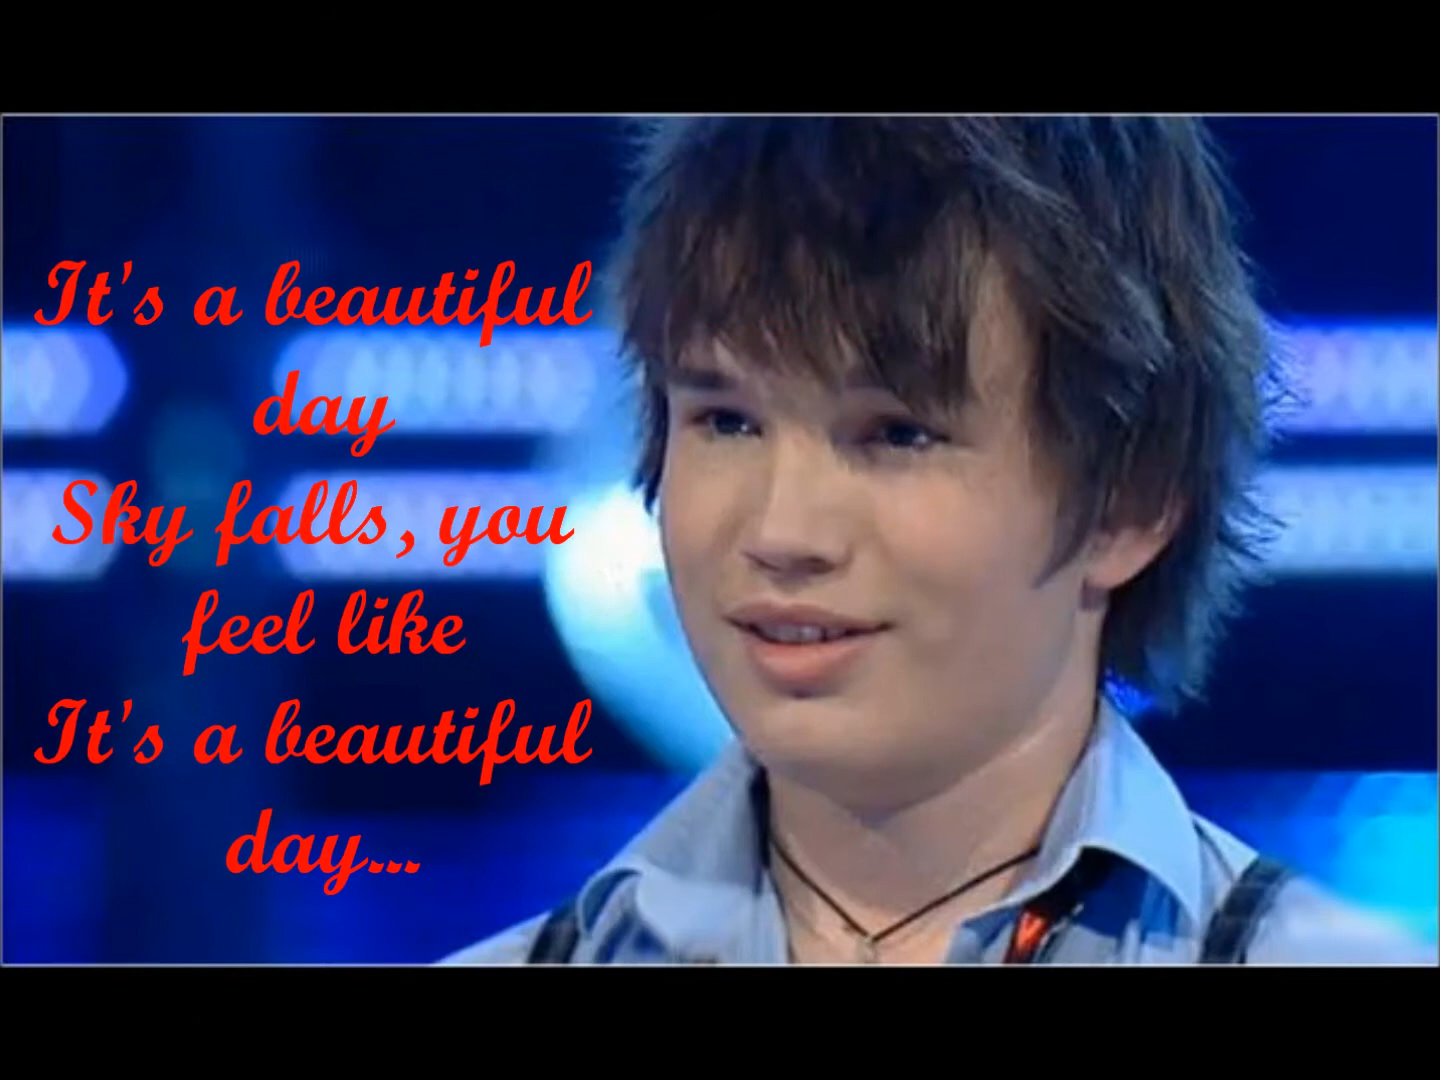 It's a beautiful
day
Sky falls, you
feel like
It's a beautiful
day...